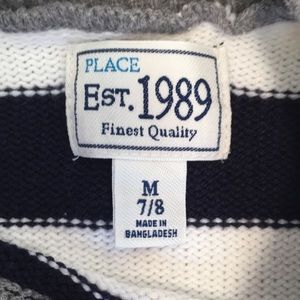 PLACE
EST. 1989
Finest Quality
M
7/8
MADE IN
BANGLADESH